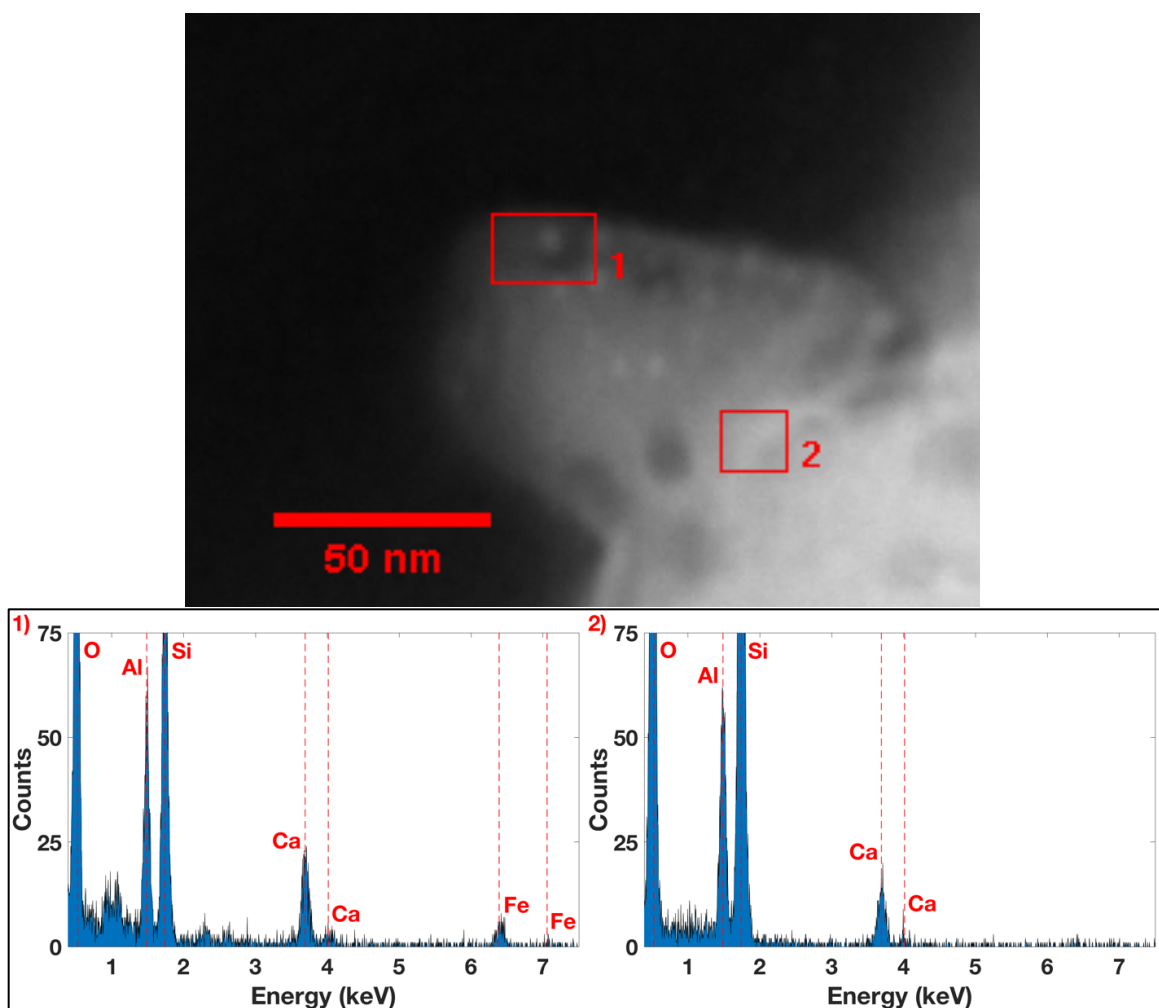 1
2
50 nm
1)
75
50
25
0
Counts
O
Al
Si
Ca
Ca
Fe
Fe
1 2 3 4 5 6 7
Energy (keV)
2)
75
50
25
0
Counts
O
Al
Si
Ca
Ca
1 2 3 4 5 6 7
Energy (keV)